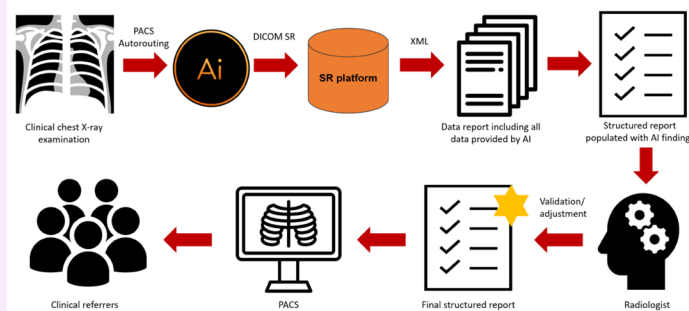 PACS
Autorouting
Ai
DICOM SR
SR platform
XML
Clinical chest X-ray
examination
Data report including all
data provided by AI
Structured report
populated with AI finding
Validation/
adjustment
Clinical referrers
PACS
Final structured report
Radiologist